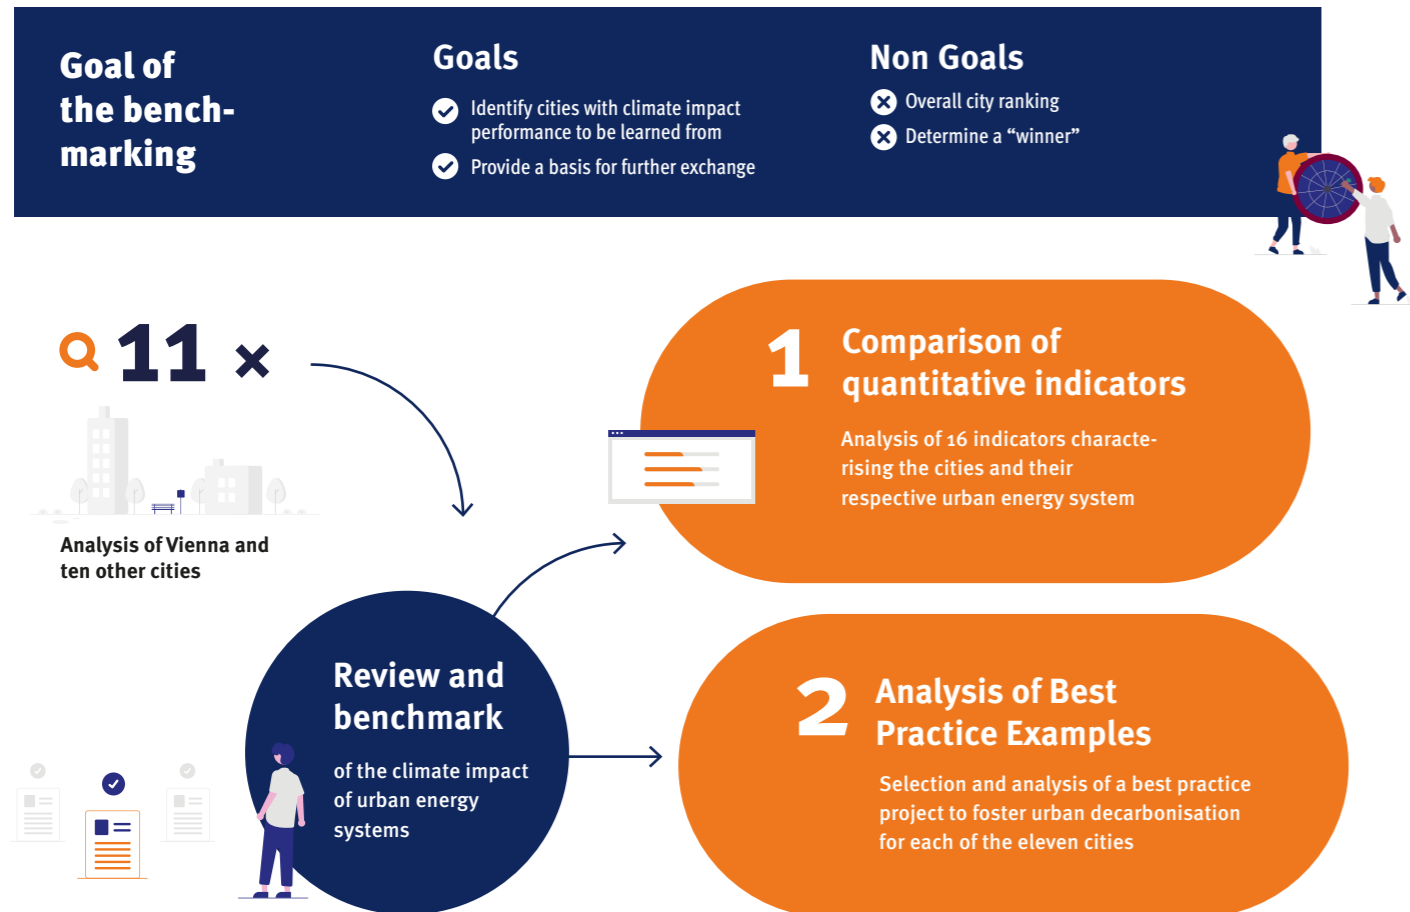 Goal of
the bench-
marking
Goals
Identify cities with climate impact
performance to be learned from
Provide a basis for further exchange
Non Goals
Overall city ranking
Determine a “winner”
11 ×
Analysis of Vienna and
ten other cities
Review and
benchmark
of the climate impact
of urban energy
systems
1
Comparison of
quantitative indicators
Analysis of 16 indicators characte-
rising the cities and their
respective urban energy system
2
Analysis of Best
Practice Examples
Selection and analysis of a best practice
project to foster urban decarbonisation
for each of the eleven cities